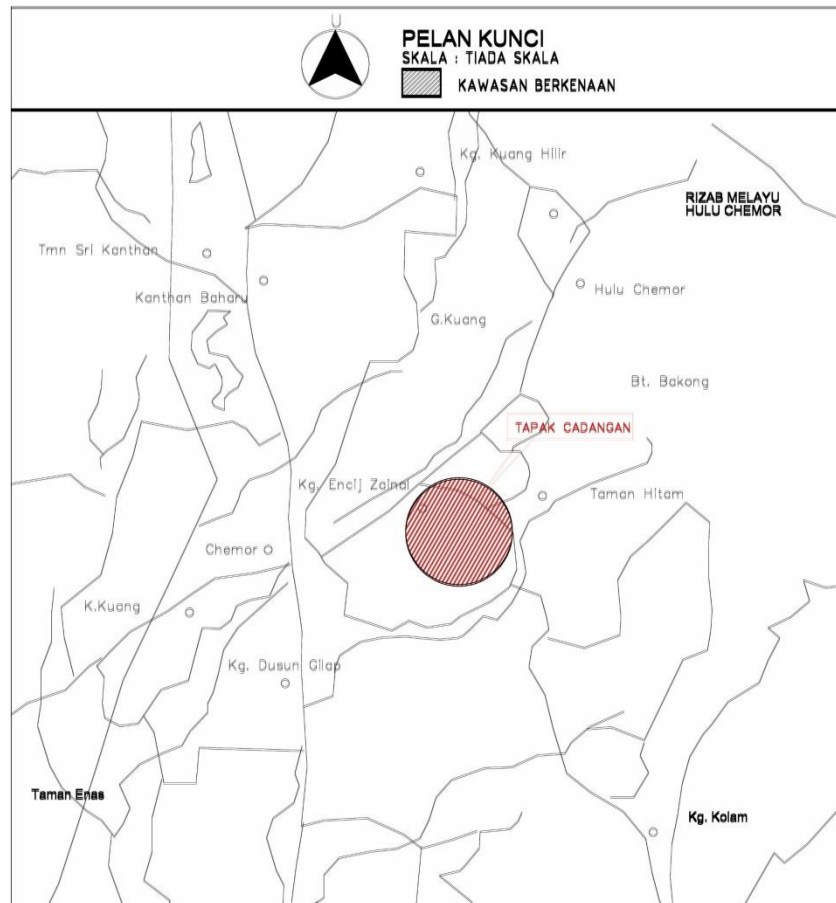 U
PELAN KUNCI
SKALA : TIADA SKALA
KAWASAN BERKENAAN
Kg. Kuang Hilir
RIZAB MELAYU
HULU CHEMOR
Tmn Sri Kanthan
Kanthan Baharu
Hulu Chemor
G.Kuang
Bt. Bakong
TAPAK CADANGAN
Kg. Encij Zainal
Taman Hitam
Chemor
K.Kuang
Kg. Dusun Gilap
Taman Enas
Kg. Kolam